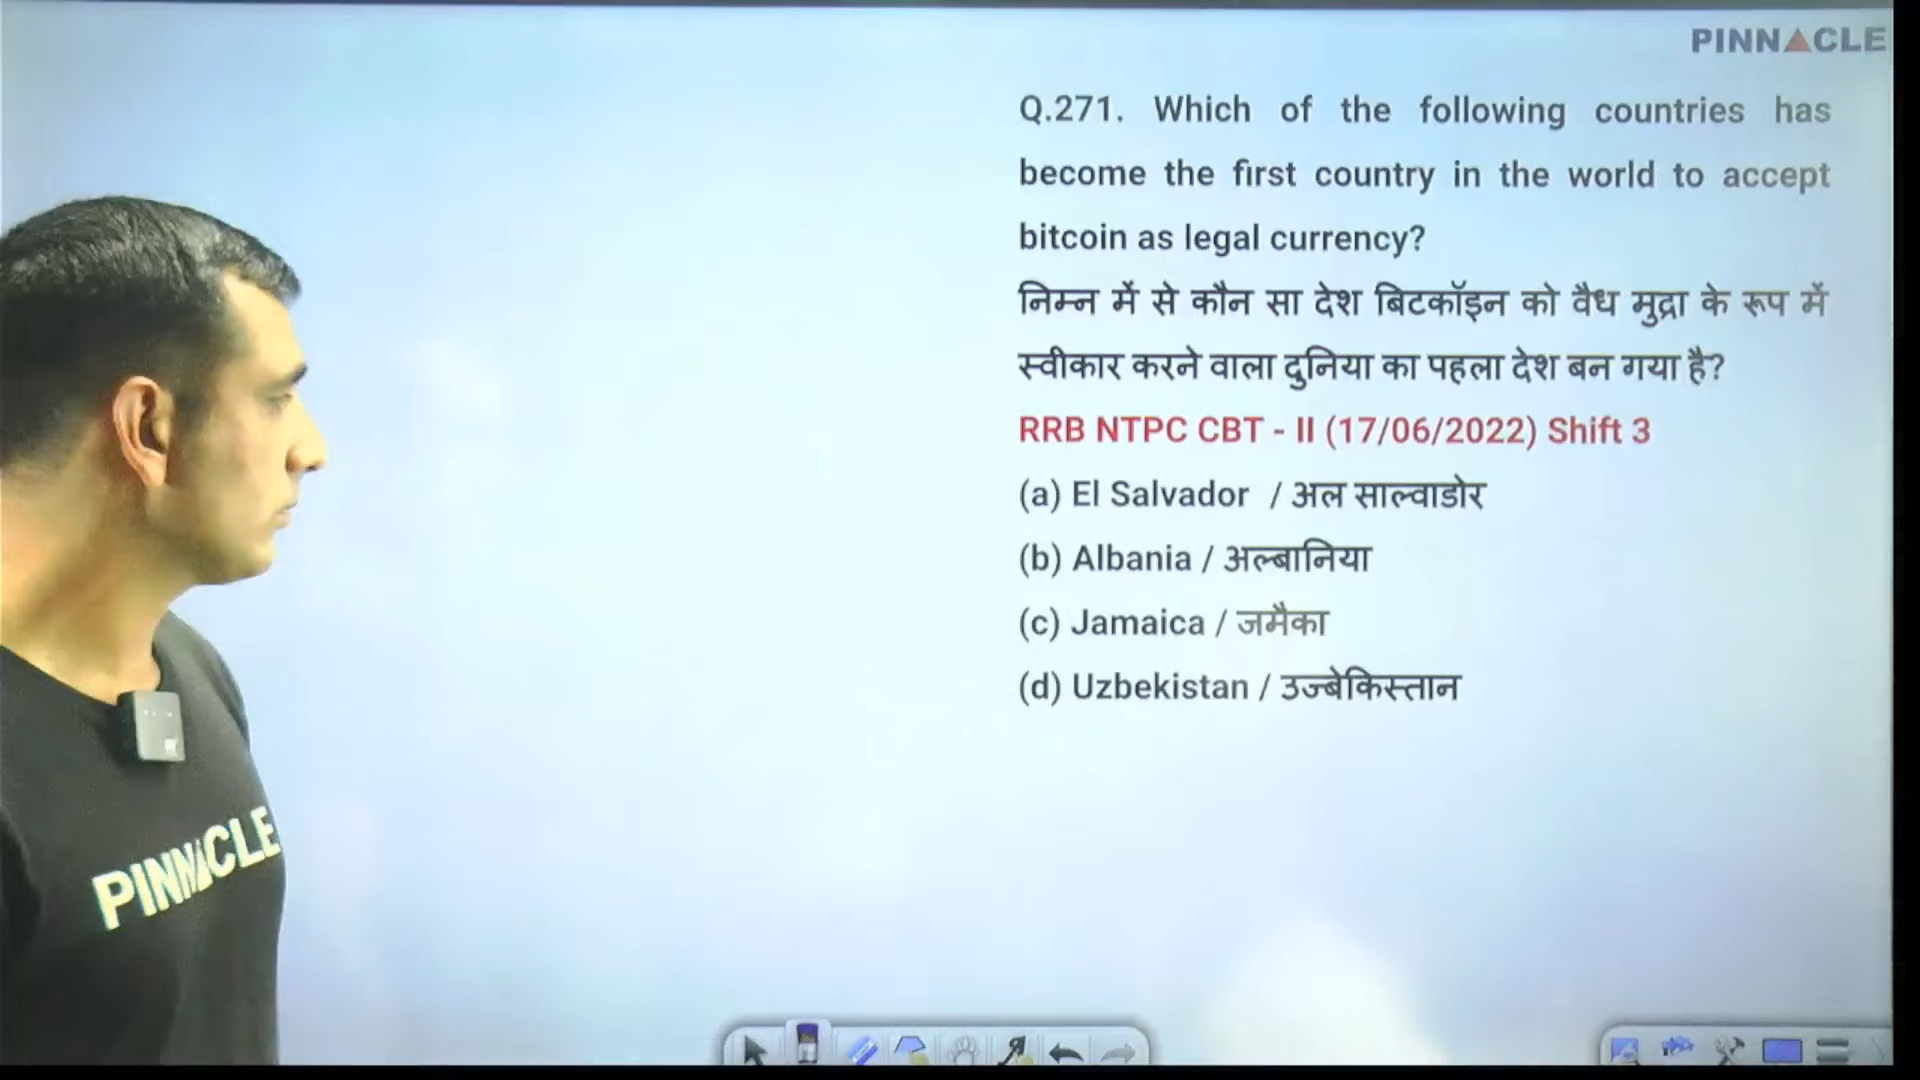 PINNACLE
Q.271. Which of the following countries has
become the first country in the world to accept
bitcoin as legal currency?
निम्न में से कौन सा देश बिटकॉइन को वैध मुद्रा के रूप में
स्वीकार करने वाला दुनिया का पहला देश बन गया है?
RRB NTPC CBT - II (17/06/2022) Shift 3
(a) El Salvador / अल साल्वाडोर
(b) Albania / अल्बानिया
(c) Jamaica / जमैका
(d) Uzbekistan / उज्बेकिस्तान
PINNACLE